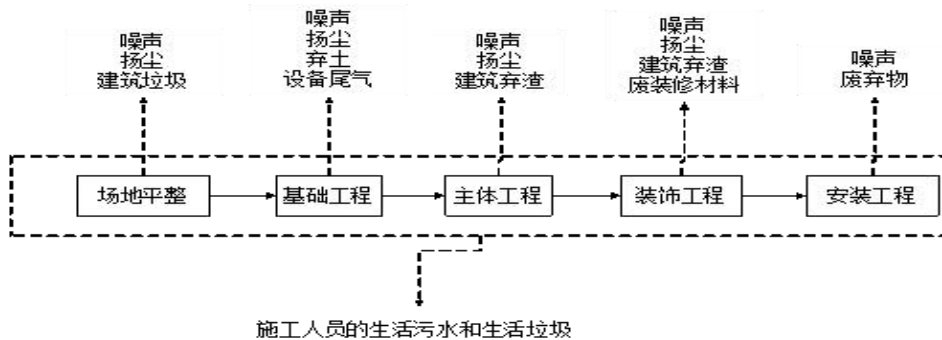 噪声
扬尘
建筑垃圾
噪声
扬尘
弃土
设备尾气
噪声
扬尘
建筑弃渣
噪声
扬尘
建筑弃渣
废装修材料
噪声
废弃物
场地平整
基础工程
主体工程
装饰工程
安装工程
施工人员的生活污水和生活垃圾